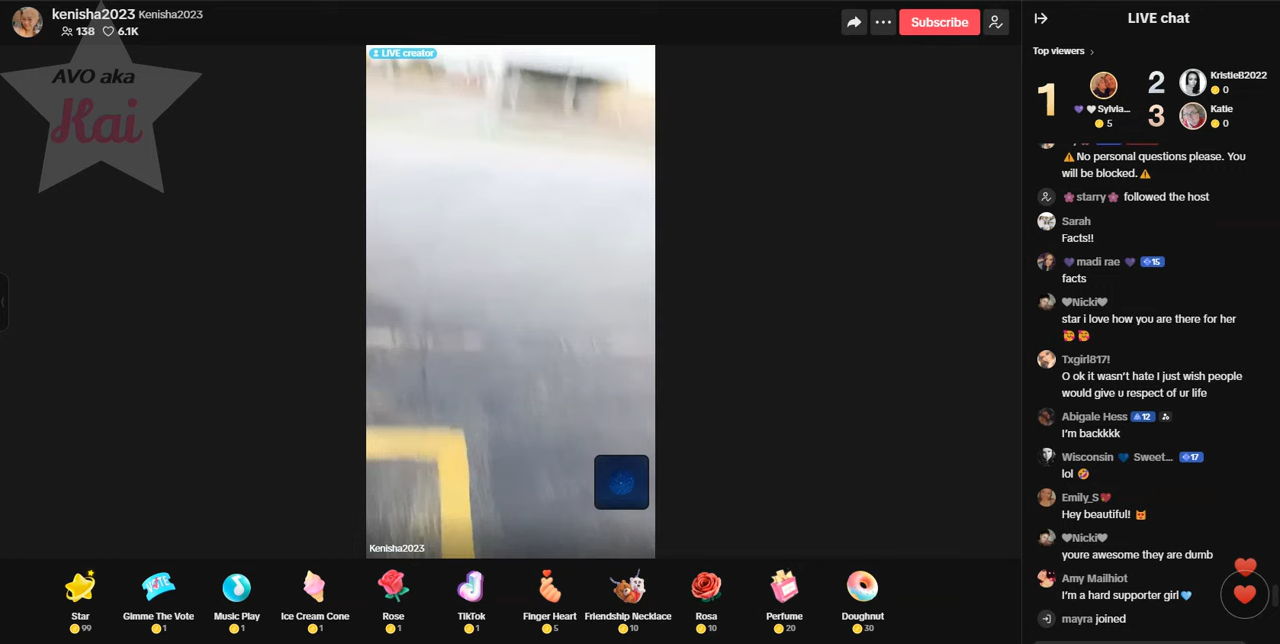 kenisha2023 Kenisha2023
138 6.1K
Subscribe
AVO aka
Kai
LIVE creator
Kenisha2023
Star
99
Gimme The Vote
1
Music Play
1
Ice Cream Cone
1
Rose
1
TikTok
1
Finger Heart
5
Friendship Necklace
10
Rosa
10
Perfume
20
Doughnut
30
LIVE chat
Top viewers
1
Sylvia...
5
2
KristieB2022
0
3
Katie
0
⚠️No personal questions please. You
will be blocked.⚠️
🌸starry🌸 followed the host
Sarah
Facts!!
💜madi rae 💜 15
facts
🤍Nicki🤍
star i love how you are there for her
🥰 🥰
Txgirl817!
O ok it wasn't hate I just wish people
would give u respect of ur life
Abigale Hess 12
I'm backkkk
Wisconsin 💙 Sweet... 17
lol 🤣
Emily_S💖
Hey beautiful! 😻
🤍Nicki🤍
youre awesome they are dumb
Amy Mailhiot
I'm a hard supporter girl🩵
mayra joined